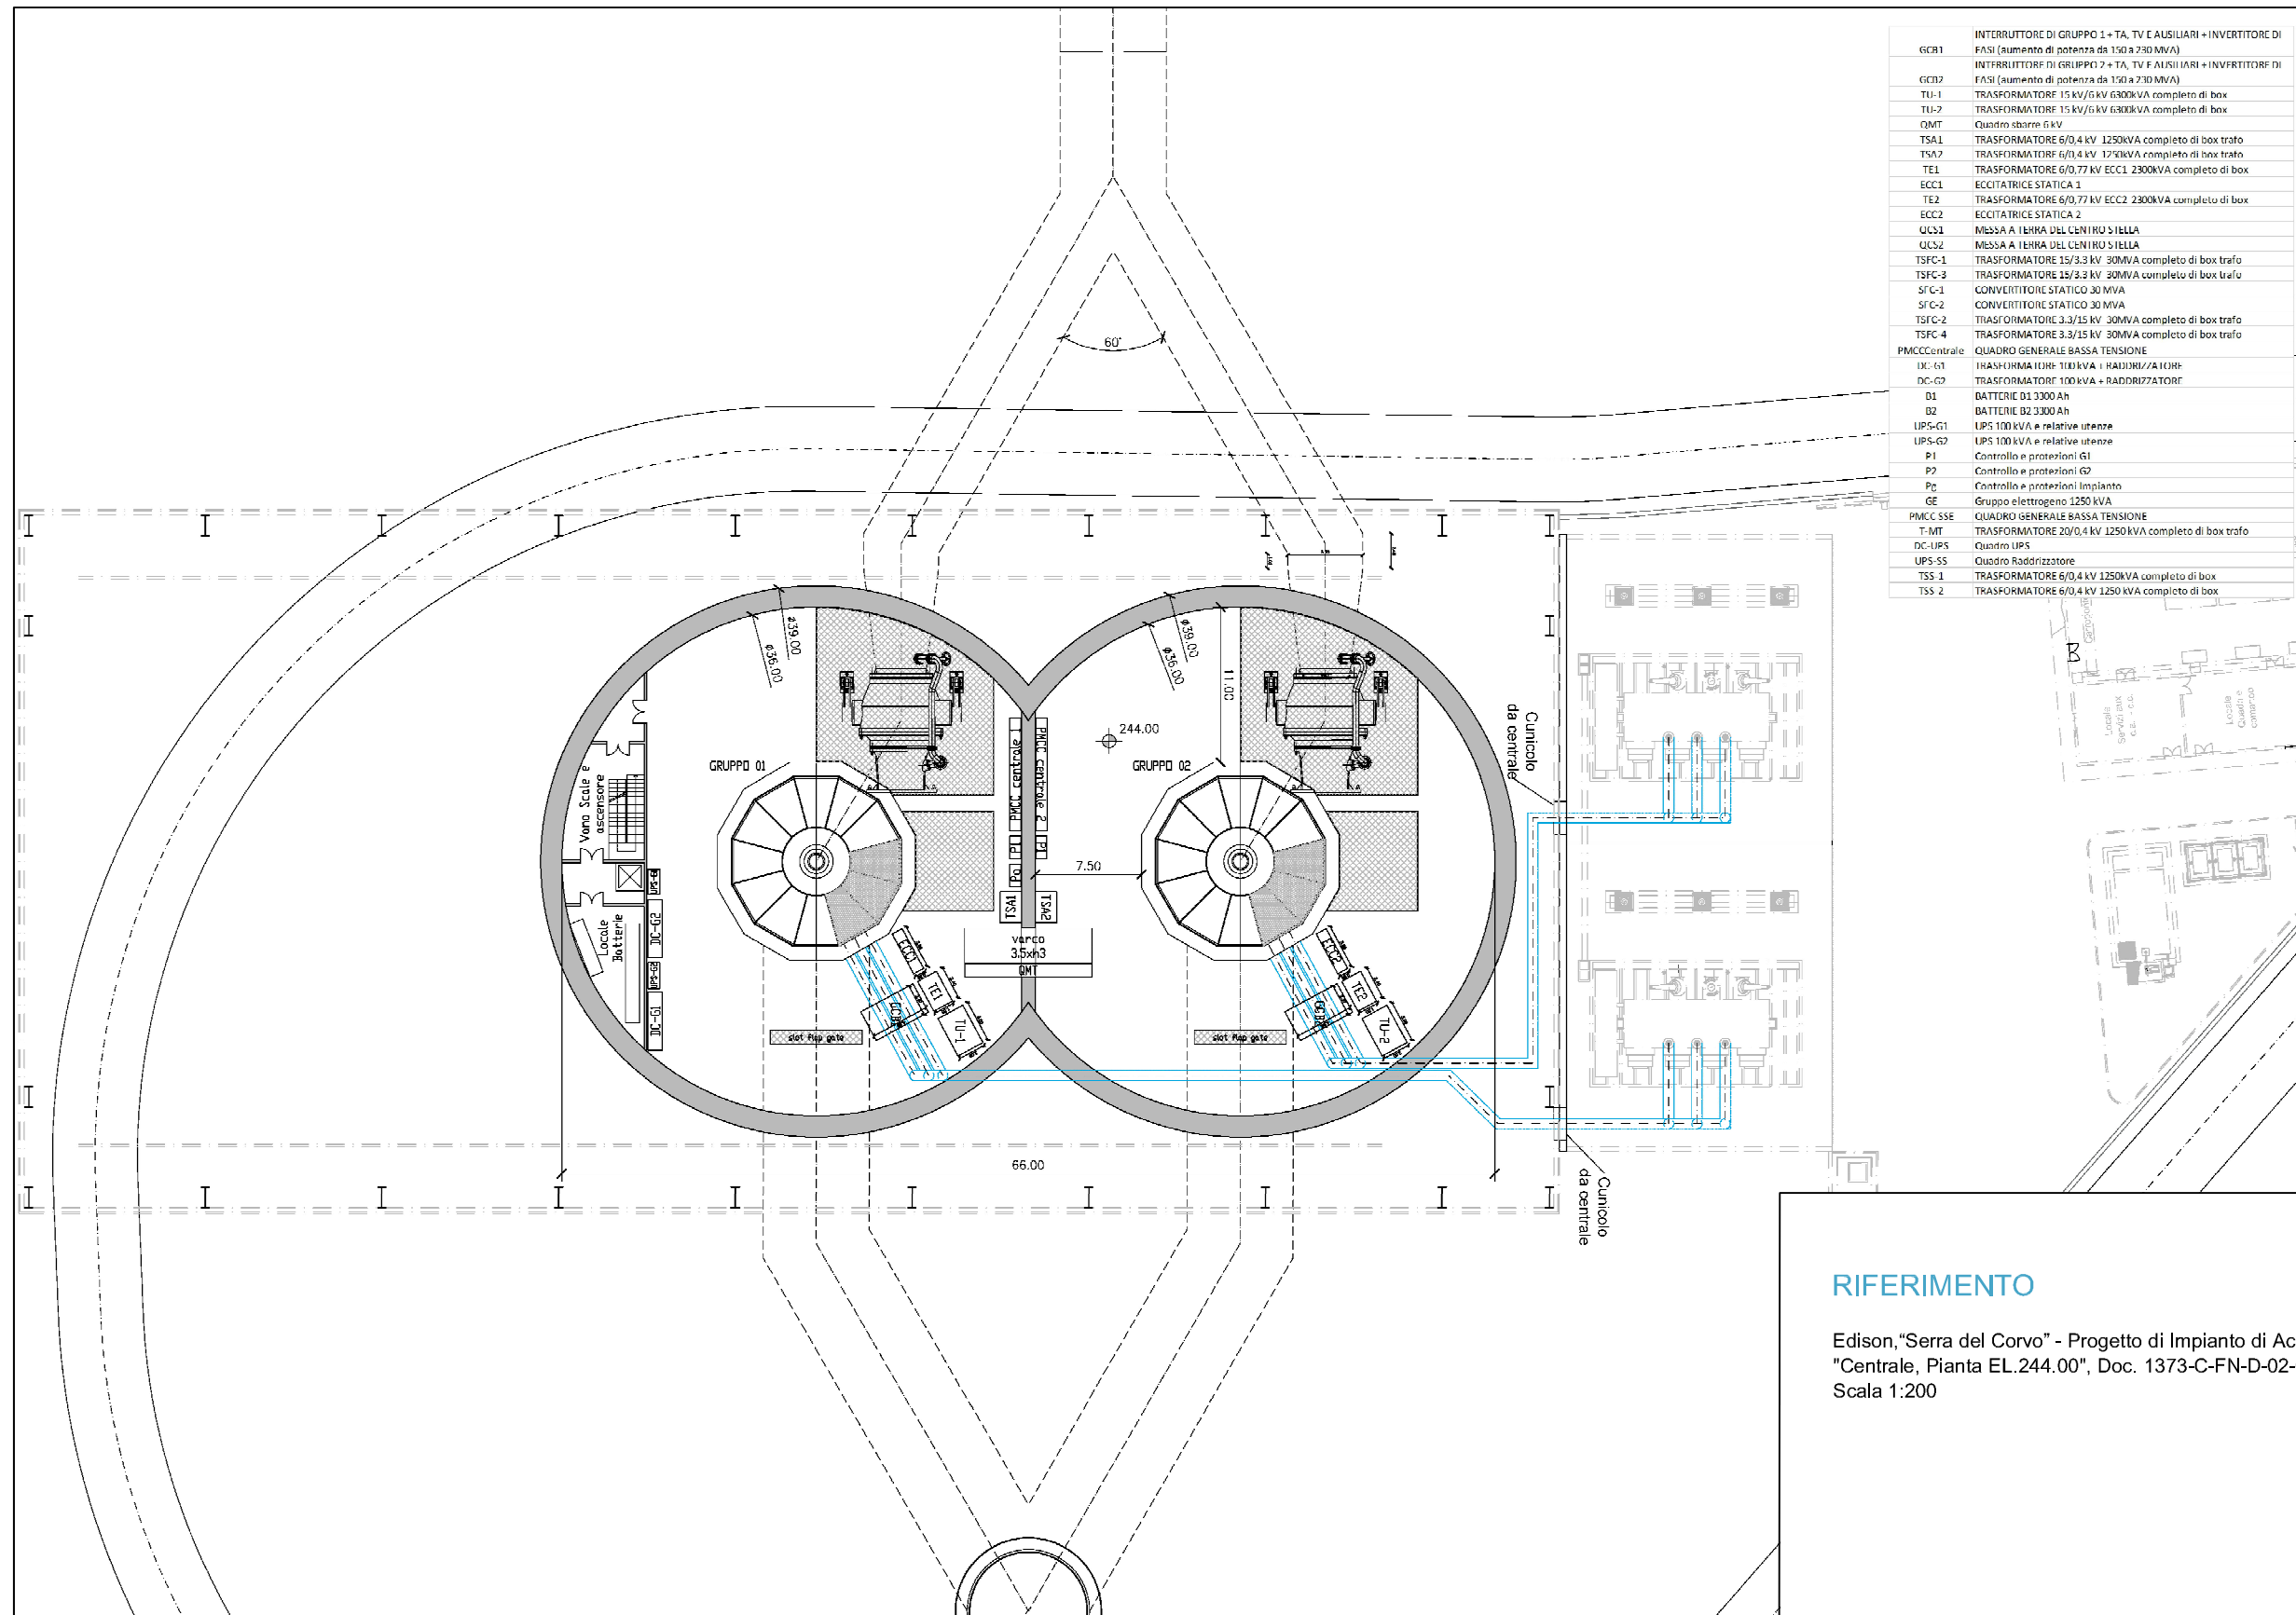 INTERRUTTORE DI GRUPPO 1 + TA, TV E AUSILIARI + INVERTITORE DI
GCB1 FASI (aumento di potenza da 150 a 230 MVA)
INTERRUTTORE DI GRUPPO 2 + TA, TV E AUSILIARI + INVERTITORE DI
GCB2 FASI (aumento di potenza da 150 a 230 MVA)
TU-1 TRASFORMATORE 15 kV/6 kV 6300kVA completo di box
TU-2 TRASFORMATORE 15 kV/6 kV 6300kVA completo di box
QMT Quadro sbarre 6 kV
TSA1 TRASFORMATORE 6/0,4 kV 1250kVA completo di box trafo
TSA2 TRASFORMATORE 6/0,4 kV 1250kVA completo di box trafo
TE1 TRASFORMATORE 6/0,77 kV ECC1 2300kVA completo di box
ECC1 ECCITATRICE STATICA 1
TE2 TRASFORMATORE 6/0,77 kV ECC2 2300kVA completo di box
ECC2 ECCITATRICE STATICA 2
QCS1 MESSA A TERRA DEL CENTRO STELLA
QCS2 MESSA A TERRA DEL CENTRO STELLA
TSFC-1 TRASFORMATORE 15/3.3 kV 30MVA completo di box trafo
TSFC-3 TRASFORMATORE 15/3.3 kV 30MVA completo di box trafo
SFC-1 CONVERTITORE STATICO 30 MVA
SFC-2 CONVERTITORE STATICO 30 MVA
TSFC-2 TRASFORMATORE 3.3/15 kV 30MVA completo di box trafo
TSFC-4 TRASFORMATORE 3.3/15 kV 30MVA completo di box trafo
PMCCCentrale QUADRO GENERALE BASSA TENSIONE
DC-G1 TRASFORMATORE 100 kVA + RADDRIZZATORE
DC-G2 TRASFORMATORE 100 kVA + RADDRIZZATORE
B1 BATTERIE B1 3300 Ah
B2 BATTERIE B2 3300 Ah
UPS-G1 UPS 100 kVA e relative utenze
UPS-G2 UPS 100 kVA e relative utenze
P1 Controllo e protezioni G1
P2 Controllo e protezioni G2
Pg Controllo e protezioni Impianto
GE Gruppo elettrogeno 1250 kVA
PMCC SSE QUADRO GENERALE BASSA TENSIONE
T-MT TRASFORMATORE 20/0,4 kV 1250 kVA completo di box trafo
DC-UPS Quadro UPS
UPS-SS Quadro Raddrizzatore
TSS-1 TRASFORMATORE 6/0,4 kV 1250kVA completo di box
TSS-2 TRASFORMATORE 6/0,4 kV 1250 kVA completo di box
60°
ø39.00
ø36.00
ø39.00
ø36.00
11.00
244.00
GRUPPO 01
GRUPPO 02
PMCC centrale 1
PMCC centrale 2
P1
P1
TSA1
TSA2
7.50
varco
3.5xh3
QMT
Vano Scale e
ascensore
Locale
Batterie
DC-G2
UPS-G2
DC-G1
ECC1
TE1
TU-1
ECC2
TE2
TU-2
slot flap gate
slot flap gate
66.00
Cunicolo
da centrale
Cunicolo
da centrale
B
Locale
Servizi aux
c.a. - c.c.
Locale
Quadri e
comando
RIFERIMENTO
Edison,“Serra del Corvo” - Progetto di Impianto di Ac
"Centrale, Pianta EL.244.00", Doc. 1373-C-FN-D-02-
Scala 1:200